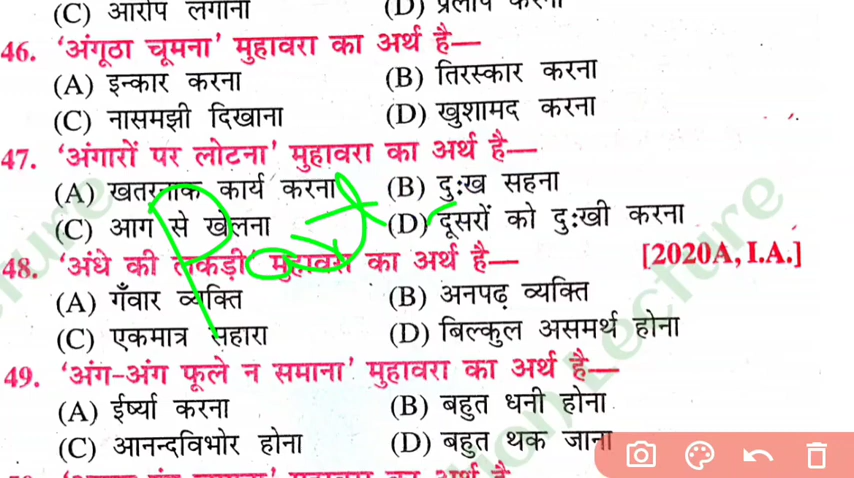 (C) आरोप लगाना (D) प्रलाप करना
46. 'अंगूठा चूमना' मुहावरा का अर्थ है—
(A) इन्कार करना (B) तिरस्कार करना
(C) नासमझी दिखाना (D) खुशामद करना
47. 'अंगारों पर लोटना' मुहावरा का अर्थ है—
(A) खतरनाक कार्य करना (B) दुःख सहना
(C) आग से खेलना (D) दूसरों को दुःखी करना
48. 'अंधे की लकड़ी' मुहावरा का अर्थ है— [2020A, I.A.]
(A) गँवार व्यक्ति (B) अनपढ़ व्यक्ति
(C) एकमात्र सहारा (D) बिल्कुल असमर्थ होना
49. 'अंग-अंग फूले न समाना' मुहावरा का अर्थ है—
(A) ईर्ष्या करना (B) बहुत धनी होना
(C) आनन्दविभोर होना (D) बहुत थक जाना